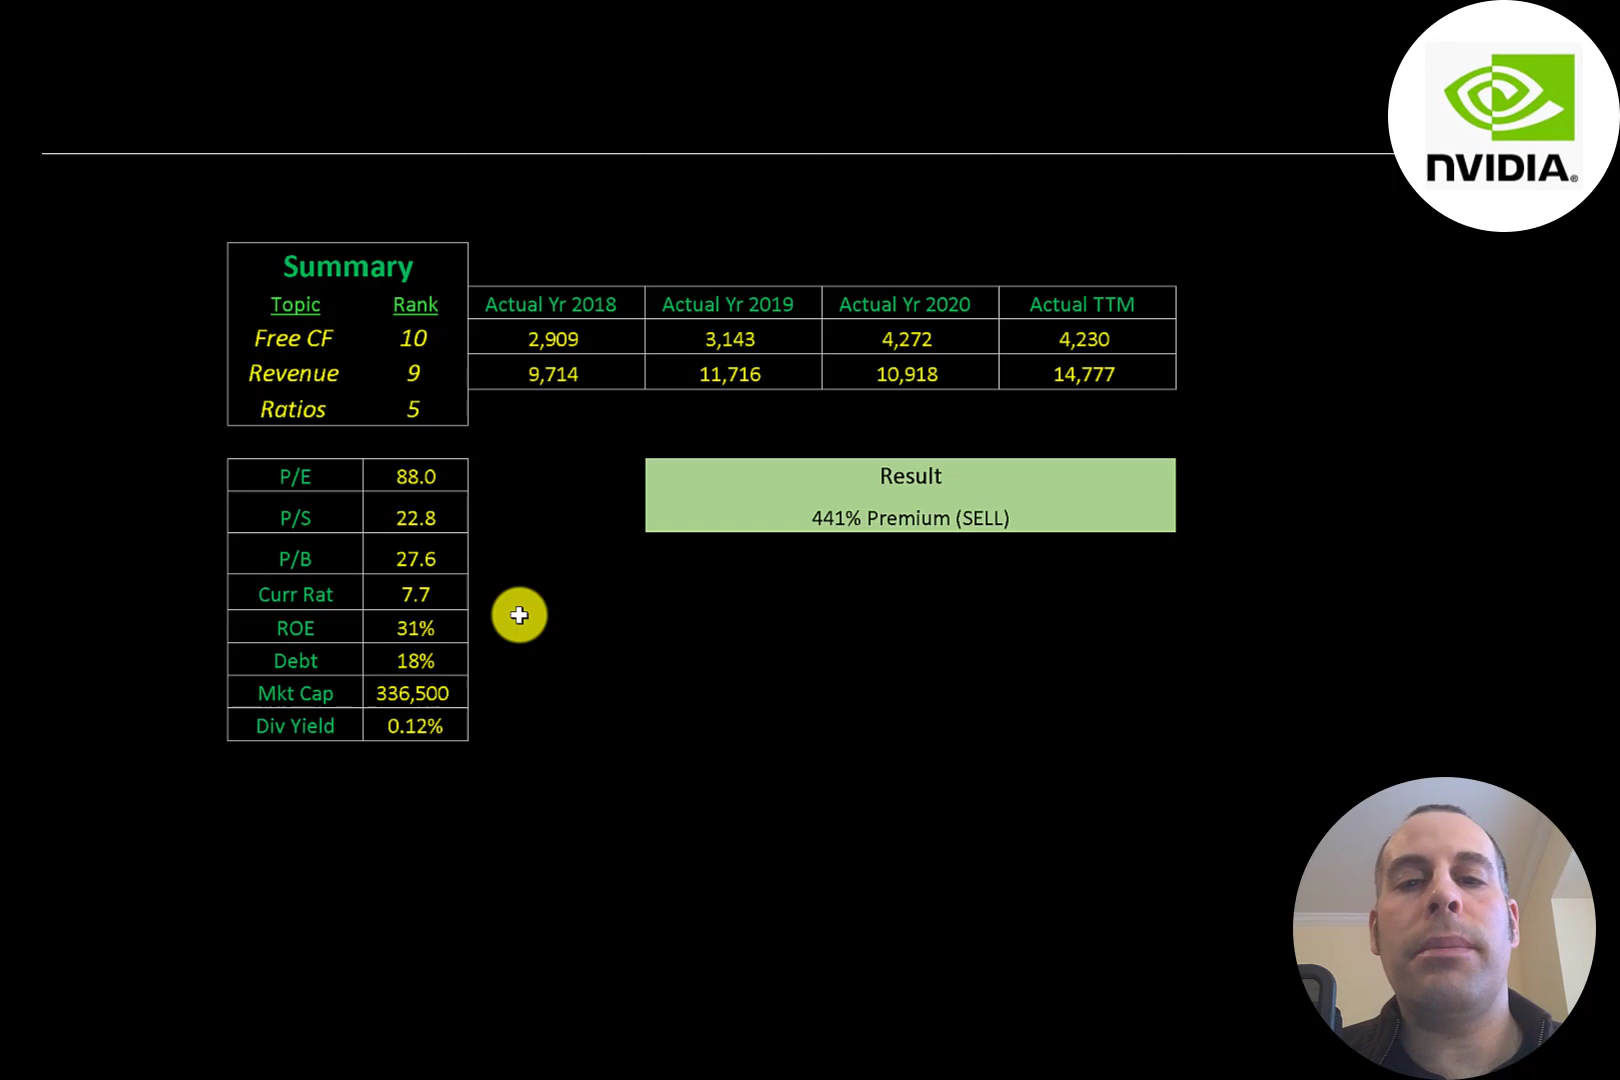 NVIDIA®
Summary
Topic Rank Actual Yr 2018 Actual Yr 2019 Actual Yr 2020 Actual TTM
Free CF 10 2,909 3,143 4,272 4,230
Revenue 9 9,714 11,716 10,918 14,777
Ratios 5
P/E 88.0
P/S 22.8
P/B 27.6
Curr Rat 7.7
ROE 31%
Debt 18%
Mkt Cap 336,500
Div Yield 0.12%
Result
441% Premium (SELL)